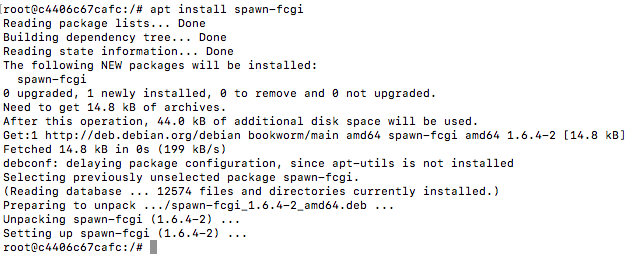 [root@c4406c67cafc:/# apt install spawn-fcgi
Reading package lists... Done
Building dependency tree... Done
Reading state information... Done
The following NEW packages will be installed:
  spawn-fcgi
0 upgraded, 1 newly installed, 0 to remove and 0 not upgraded.
Need to get 14.8 kB of archives.
After this operation, 44.0 kB of additional disk space will be used.
Get:1 http://deb.debian.org/debian bookworm/main amd64 spawn-fcgi amd64 1.6.4-2 [14.8 kB]
Fetched 14.8 kB in 0s (199 kB/s)
debconf: delaying package configuration, since apt-utils is not installed
Selecting previously unselected package spawn-fcgi.
(Reading database ... 12574 files and directories currently installed.)
Preparing to unpack .../spawn-fcgi_1.6.4-2_amd64.deb ...
Unpacking spawn-fcgi (1.6.4-2) ...
Setting up spawn-fcgi (1.6.4-2) ...
root@c4406c67cafc:/#